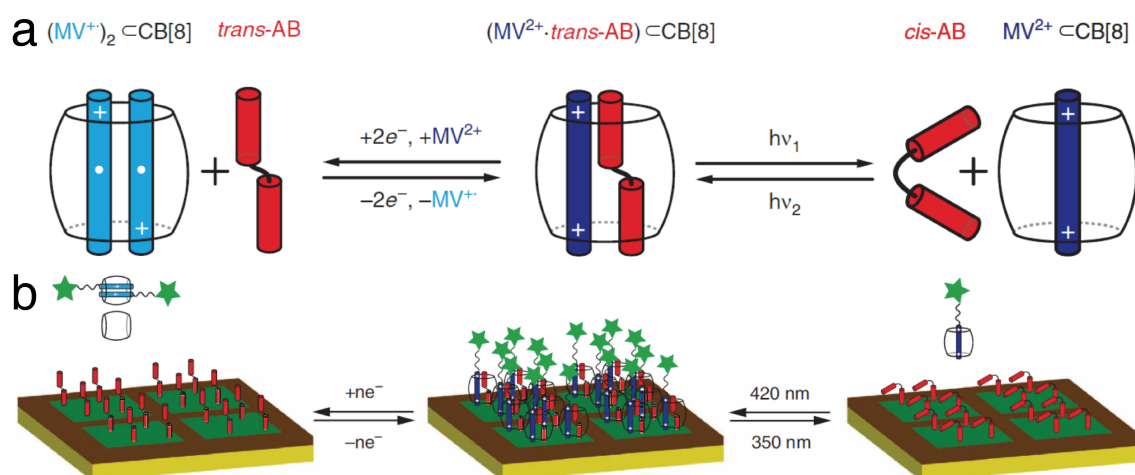 a
(MV⁺·)₂ ⊂CB[8] trans-AB (MV²⁺·trans-AB) ⊂CB[8] cis-AB MV²⁺ ⊂CB[8]
+ +2e⁻, +MV²⁺ hν₁ +
−2e⁻, −MV⁺· hν₂
+ + + +
+ + +
b
+ne⁻ 420 nm
−ne⁻ 350 nm